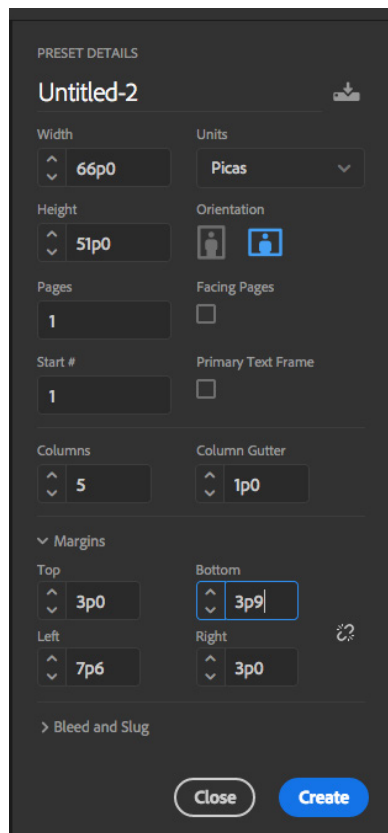 PRESET DETAILS
Untitled-2
Width Units
66p0 Picas
Height Orientation
51p0
Pages Facing Pages
1
Start # Primary Text Frame
1
Columns Column Gutter
5 1p0
Margins
Top Bottom
3p0 3p9
Left Right
7p6 3p0
Bleed and Slug
Close Create